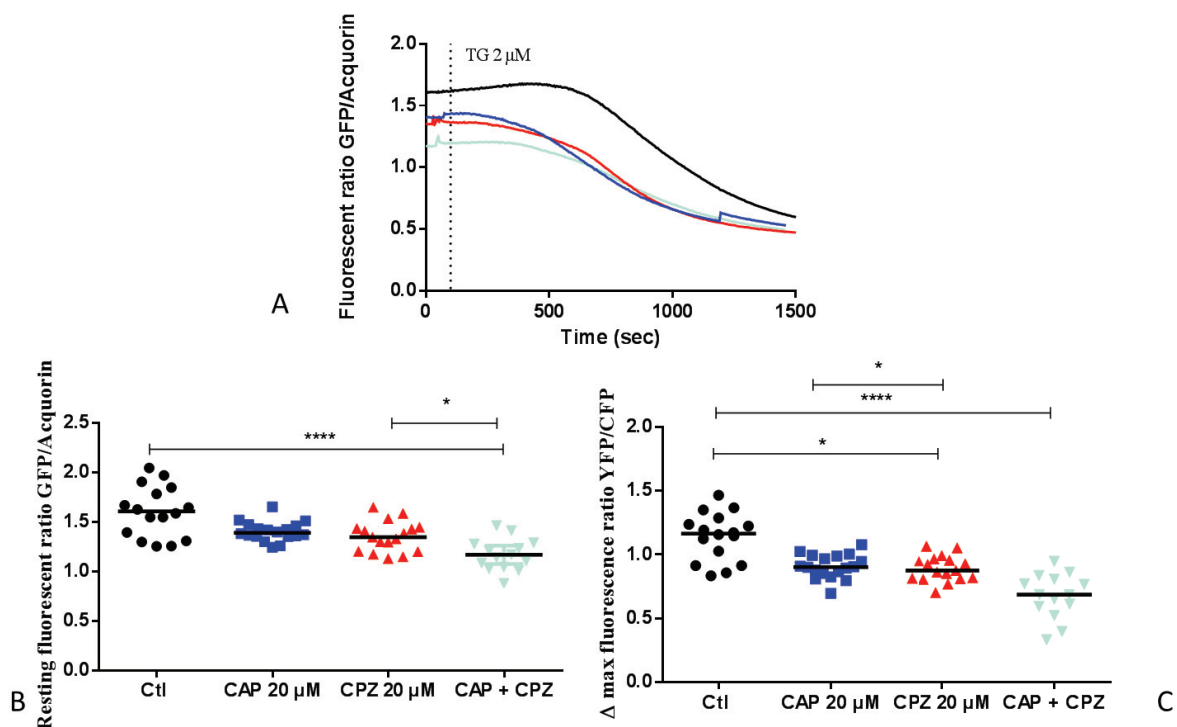 2.0
1.5
1.0
0.5
0.0
Fluorescent ratio GFP/Acquorin
TG 2 µM
0 500 1000 1500
Time (sec)
A
Resting fluorescent ratio GFP/Acquorin
2.5
2.0
1.5
1.0
0.5
0.0
*
****
Ctl CAP 20 µM CPZ 20 µM CAP + CPZ
B
Δ max fluorescence ratio YFP/CFP
2.0
1.5
1.0
0.5
0.0
*
****
*
Ctl CAP 20 µM CPZ 20 µM CAP + CPZ
C